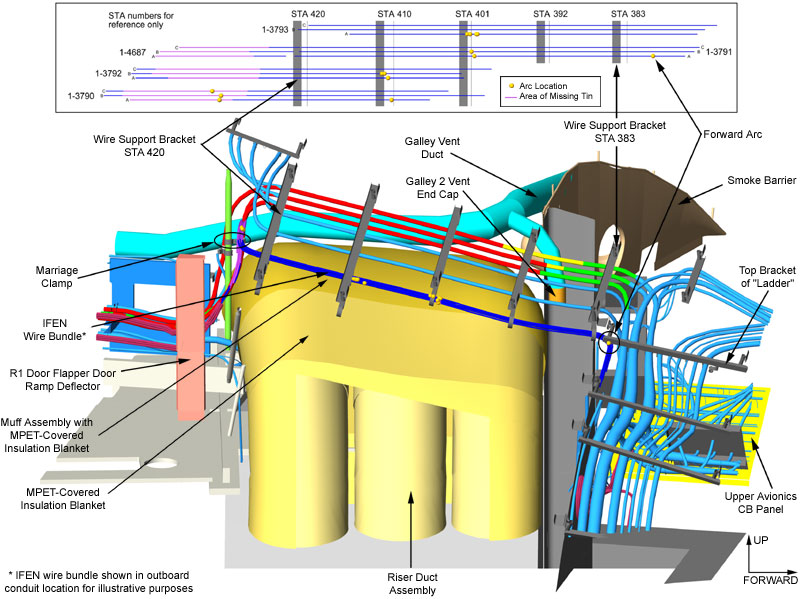 STA numbers for
reference only
STA 420
STA 410
STA 401
STA 392
STA 383
C
1-3793
B
A
C
1-4687
B
A
C
B
1-3791
A
C
1-3792
B
A
C
1-3790
B
A
Arc Location
Area of Missing Tin
Wire Support Bracket
STA 420
Galley Vent
Duct
Wire Support Bracket
STA 383
Forward Arc
Galley 2 Vent
End Cap
Smoke Barrier
Marriage
Clamp
Top Bracket
of "Ladder"
IFEN
Wire Bundle*
R1 Door Flapper Door
Ramp Deflector
Muff Assembly with
MPET-Covered
Insulation Blanket
MPET-Covered
Insulation Blanket
Upper Avionics
CB Panel
UP
FORWARD
Riser Duct
Assembly
* IFEN wire bundle shown in outboard
conduit location for illustrative purposes